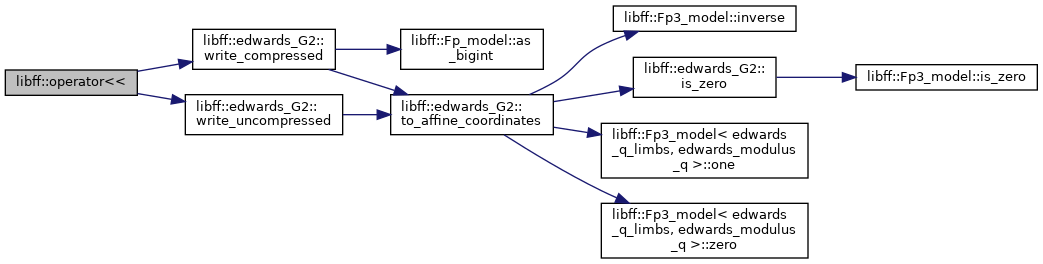 libff::operator<<
libff::edwards_G2::
write_compressed
libff::edwards_G2::
write_uncompressed
libff::Fp_model::as
_bigint
libff::edwards_G2::
to_affine_coordinates
libff::Fp3_model::inverse
libff::edwards_G2::
is_zero
libff::Fp3_model::is_zero
libff::Fp3_model< edwards
_q_limbs, edwards_modulus
_q >::one
libff::Fp3_model< edwards
_q_limbs, edwards_modulus
_q >::zero